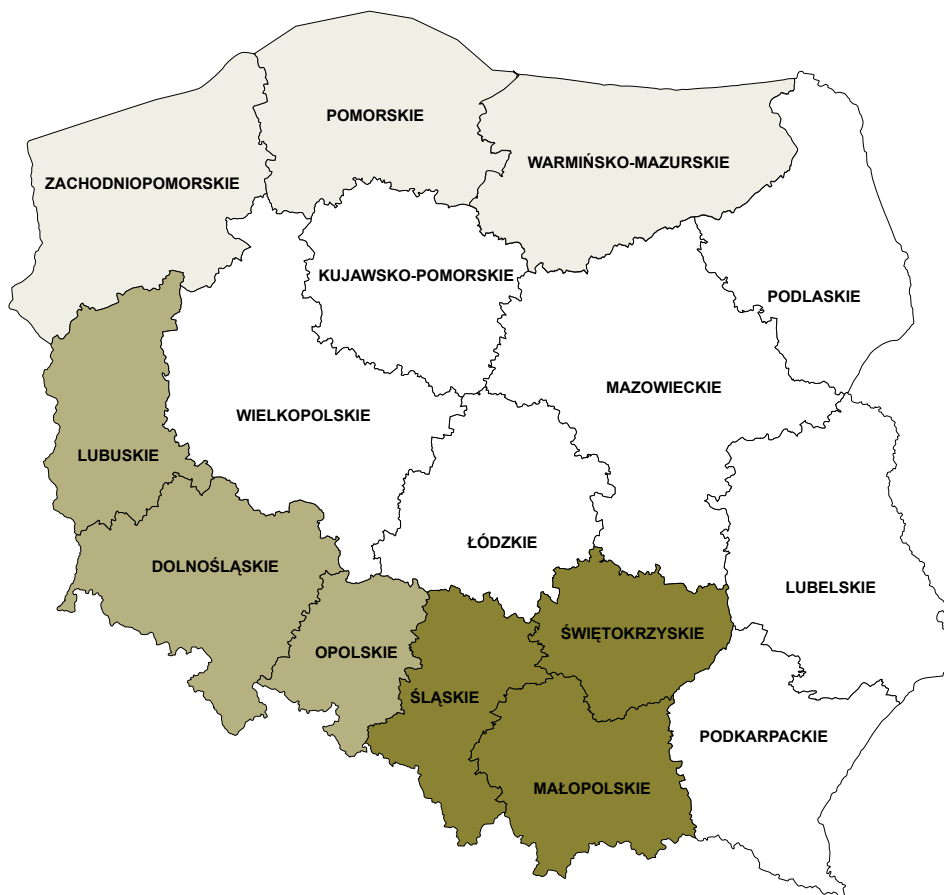 POMORSKIE
WARMIŃSKO-MAZURSKIE
ZACHODNIOPOMORSKIE
KUJAWSKO-POMORSKIE
PODLASKIE
MAZOWIECKIE
WIELKOPOLSKIE
LUBUSKIE
ŁÓDZKIE
DOLNOŚLĄSKIE
LUBELSKIE
ŚWIĘTOKRZYSKIE
OPOLSKIE
ŚLĄSKIE
PODKARPACKIE
MAŁOPOLSKIE